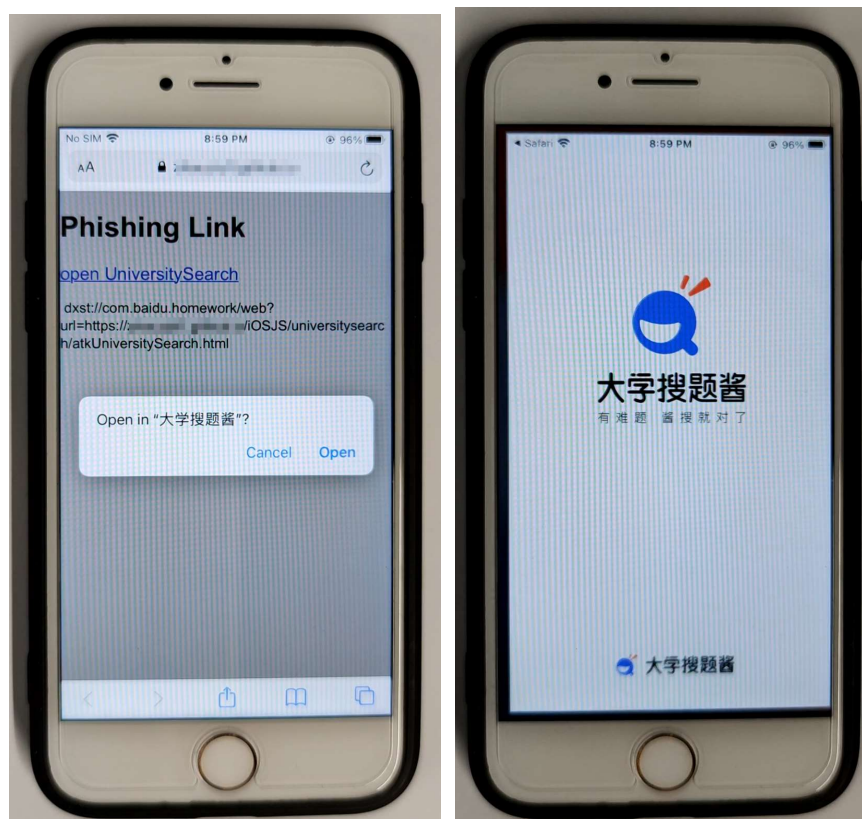 No SIM 8:59 PM 96%
AA
Phishing Link
open UniversitySearch
dxst://com.baidu.homework/web?
url=https:// /iOSJS/universitysearc
h/atkUniversitySearch.html
Open in “大学搜题酱”?
Cancel Open
Safari 8:59 PM 96%
大学搜题酱
有难题 酱搜就对了
大学搜题酱